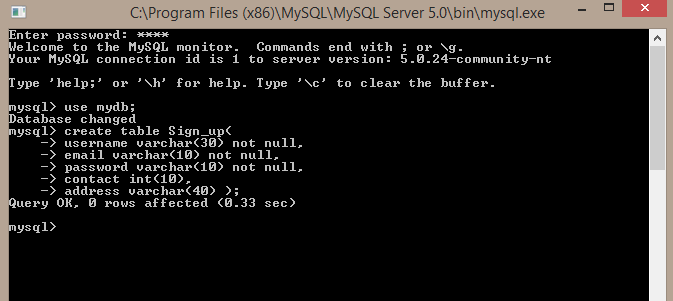 C:\Program Files (x86)\MySQL\MySQL Server 5.0\bin\mysql.exe
Enter password: ****
Welcome to the MySQL monitor.  Commands end with ; or \g.
Your MySQL connection id is 1 to server version: 5.0.24-community-nt
Type 'help;' or '\h' for help. Type '\c' to clear the buffer.
mysql> use mydb;
Database changed
mysql> create table Sign_up(
    -> username varchar(30) not null,
    -> email varchar(10) not null,
    -> password varchar(10) not null,
    -> contact int(10),
    -> address varchar(40) );
Query OK, 0 rows affected (0.33 sec)
mysql>